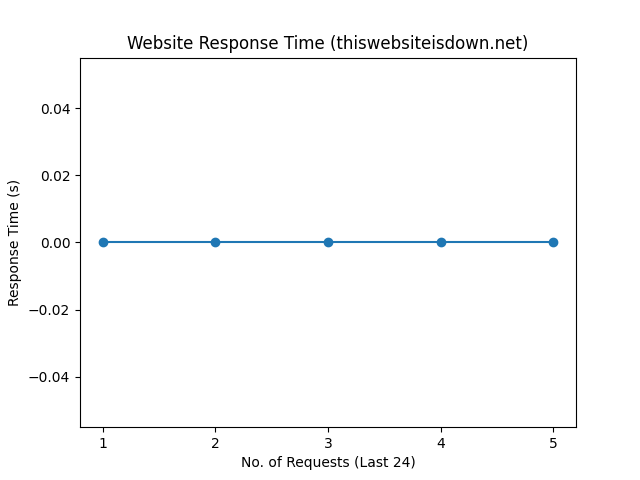 Website Response Time (thiswebsiteisdown.net)
0.04
0.02
0.00
−0.02
−0.04
Response Time (s)
1 2 3 4 5
No. of Requests (Last 24)